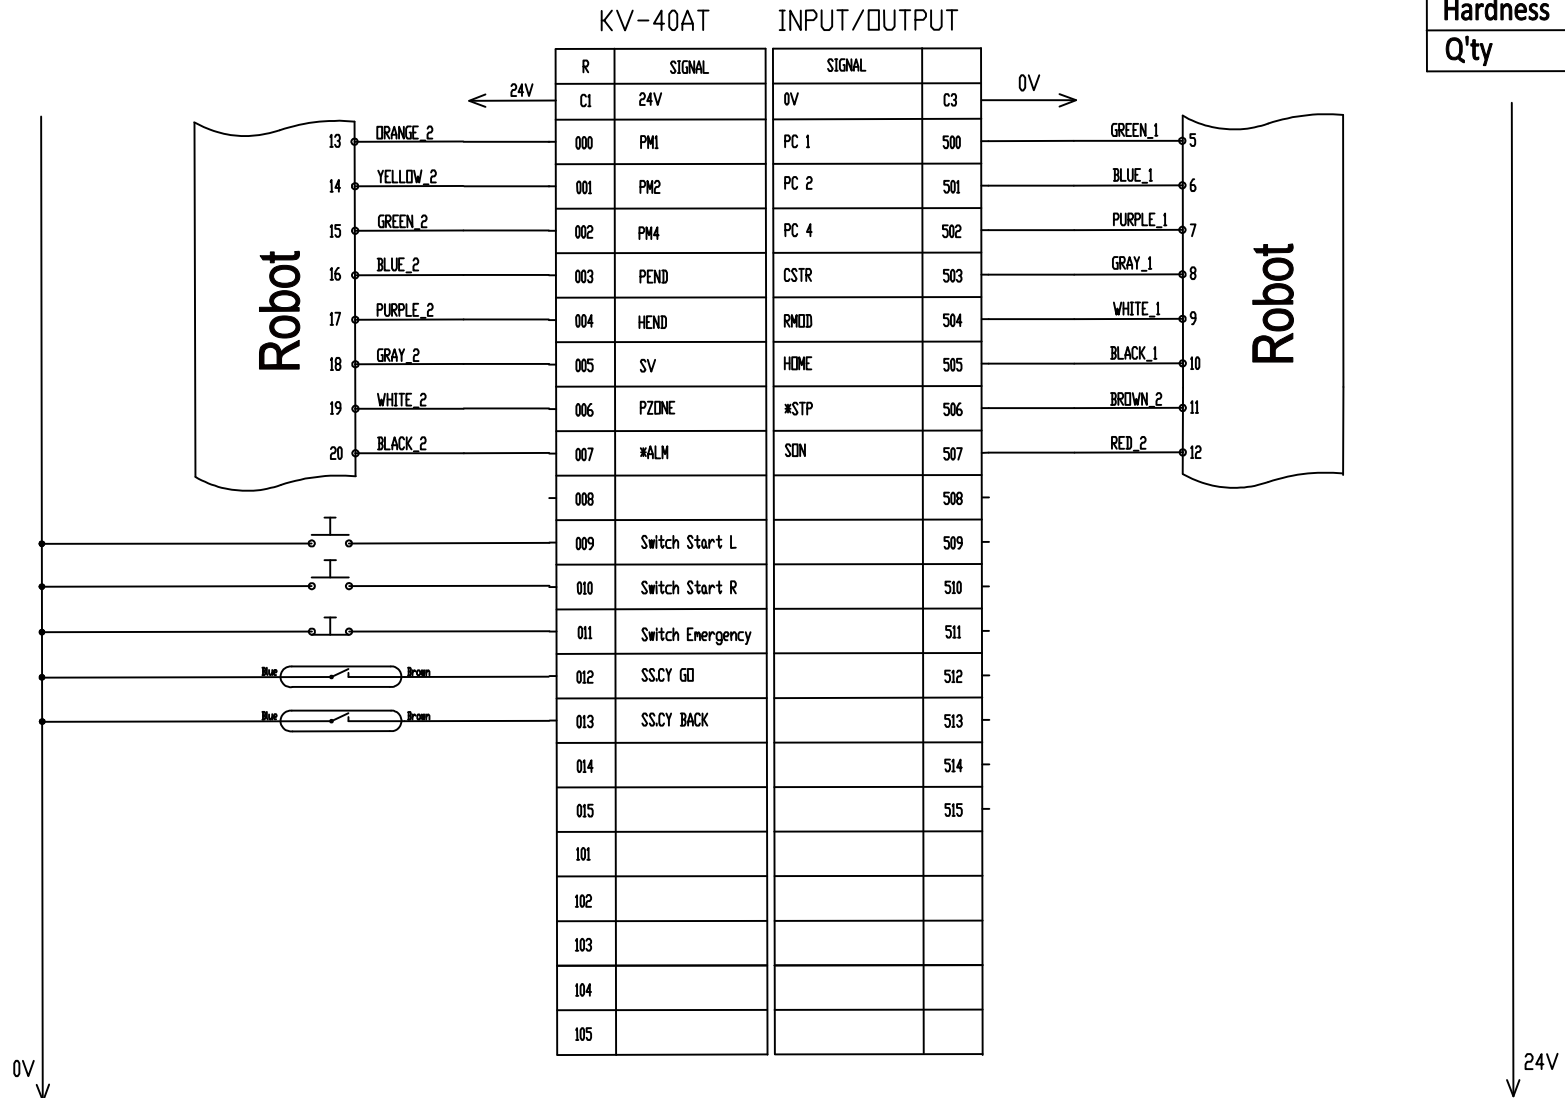 KV-40AT INPUT/OUTPUT
Hardness
Q'ty
R SIGNAL SIGNAL
24V C1 24V 0V C3 0V
13 ORANGE_2 000 PM1 PC 1 500 GREEN_1 5
14 YELLOW_2 001 PM2 PC 2 501 BLUE_1 6
15 GREEN_2 002 PM4 PC 4 502 PURPLE_1 7
16 BLUE_2 003 PEND CSTR 503 GRAY_1 8
17 PURPLE_2 004 HEND RMOD 504 WHITE_1 9
18 GRAY_2 005 SV HOME 505 BLACK_1 10
19 WHITE_2 006 PZONE *STP 506 BROWN_2 11
20 BLACK_2 007 *ALM SON 507 RED_2 12
Robot
Robot
008 508
009 Switch Start L 509
010 Switch Start R 510
011 Switch Emergency 511
Blue Brown 012 SS.CY GO 512
Blue Brown 013 SS.CY BACK 513
014 514
015 515
101
102
103
104
105
0V 24V